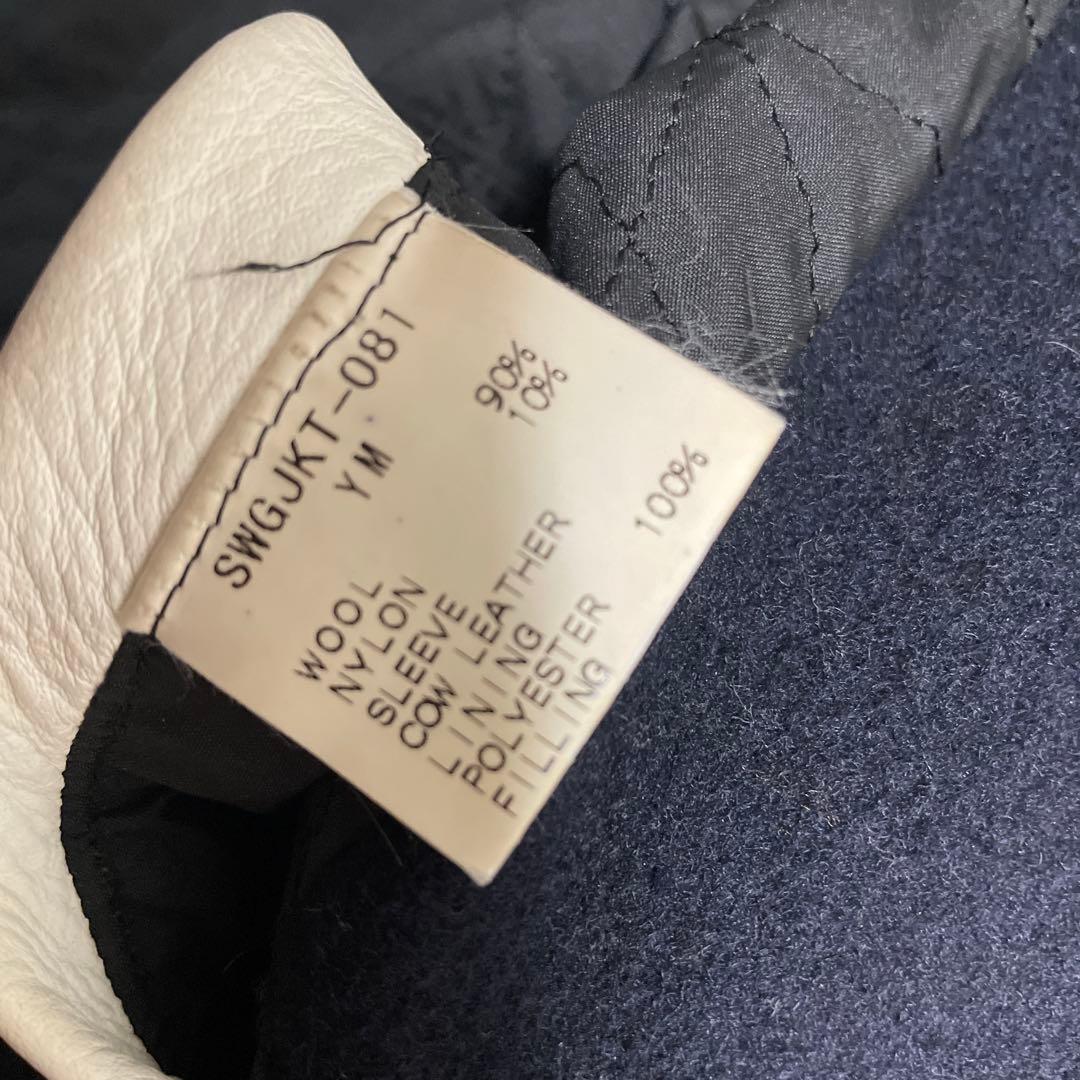 SWGJKT-081
YM
WOOL 90%
NYLON 10%
SLEEVE
COW LEATHER
LINING
POLYESTER 100%
FILLING